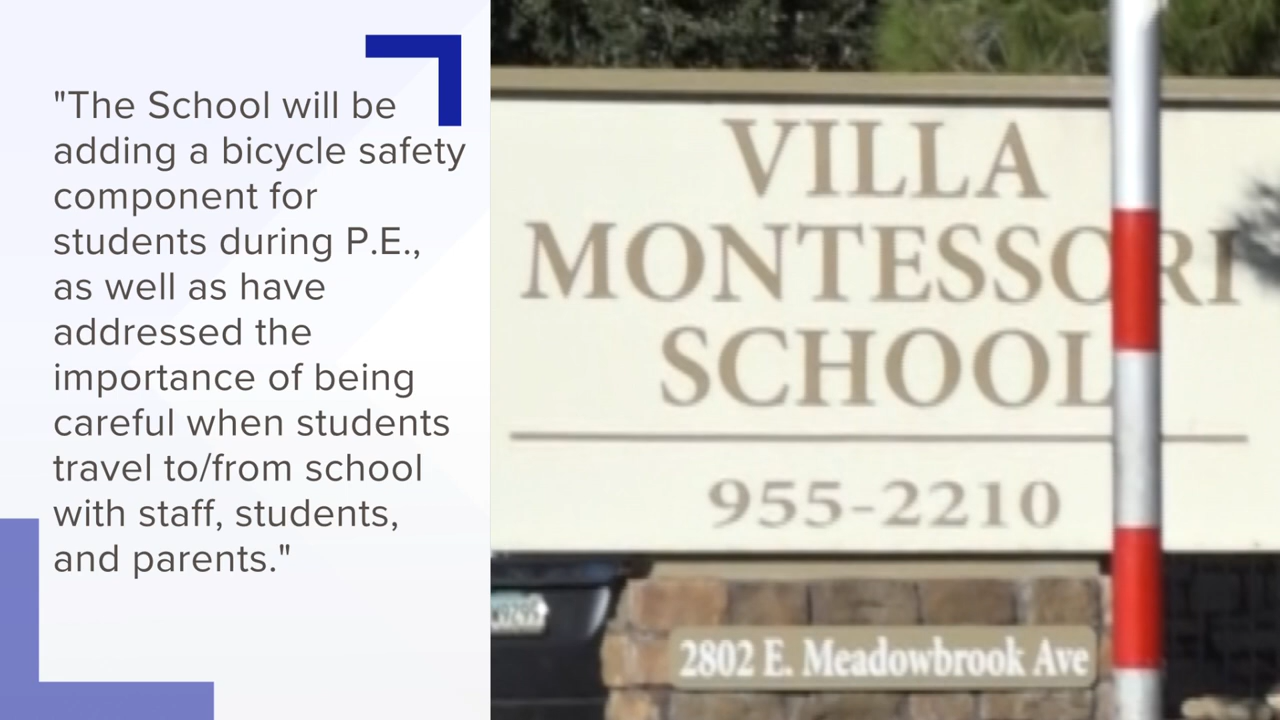 "The School will be
adding a bicycle safety
component for
students during P.E.,
as well as have
addressed the
importance of being
careful when students
travel to/from school
with staff, students,
and parents."
VILLA
MONTESSORI
SCHOOL
955-2210
2802 E. Meadowbrook Ave